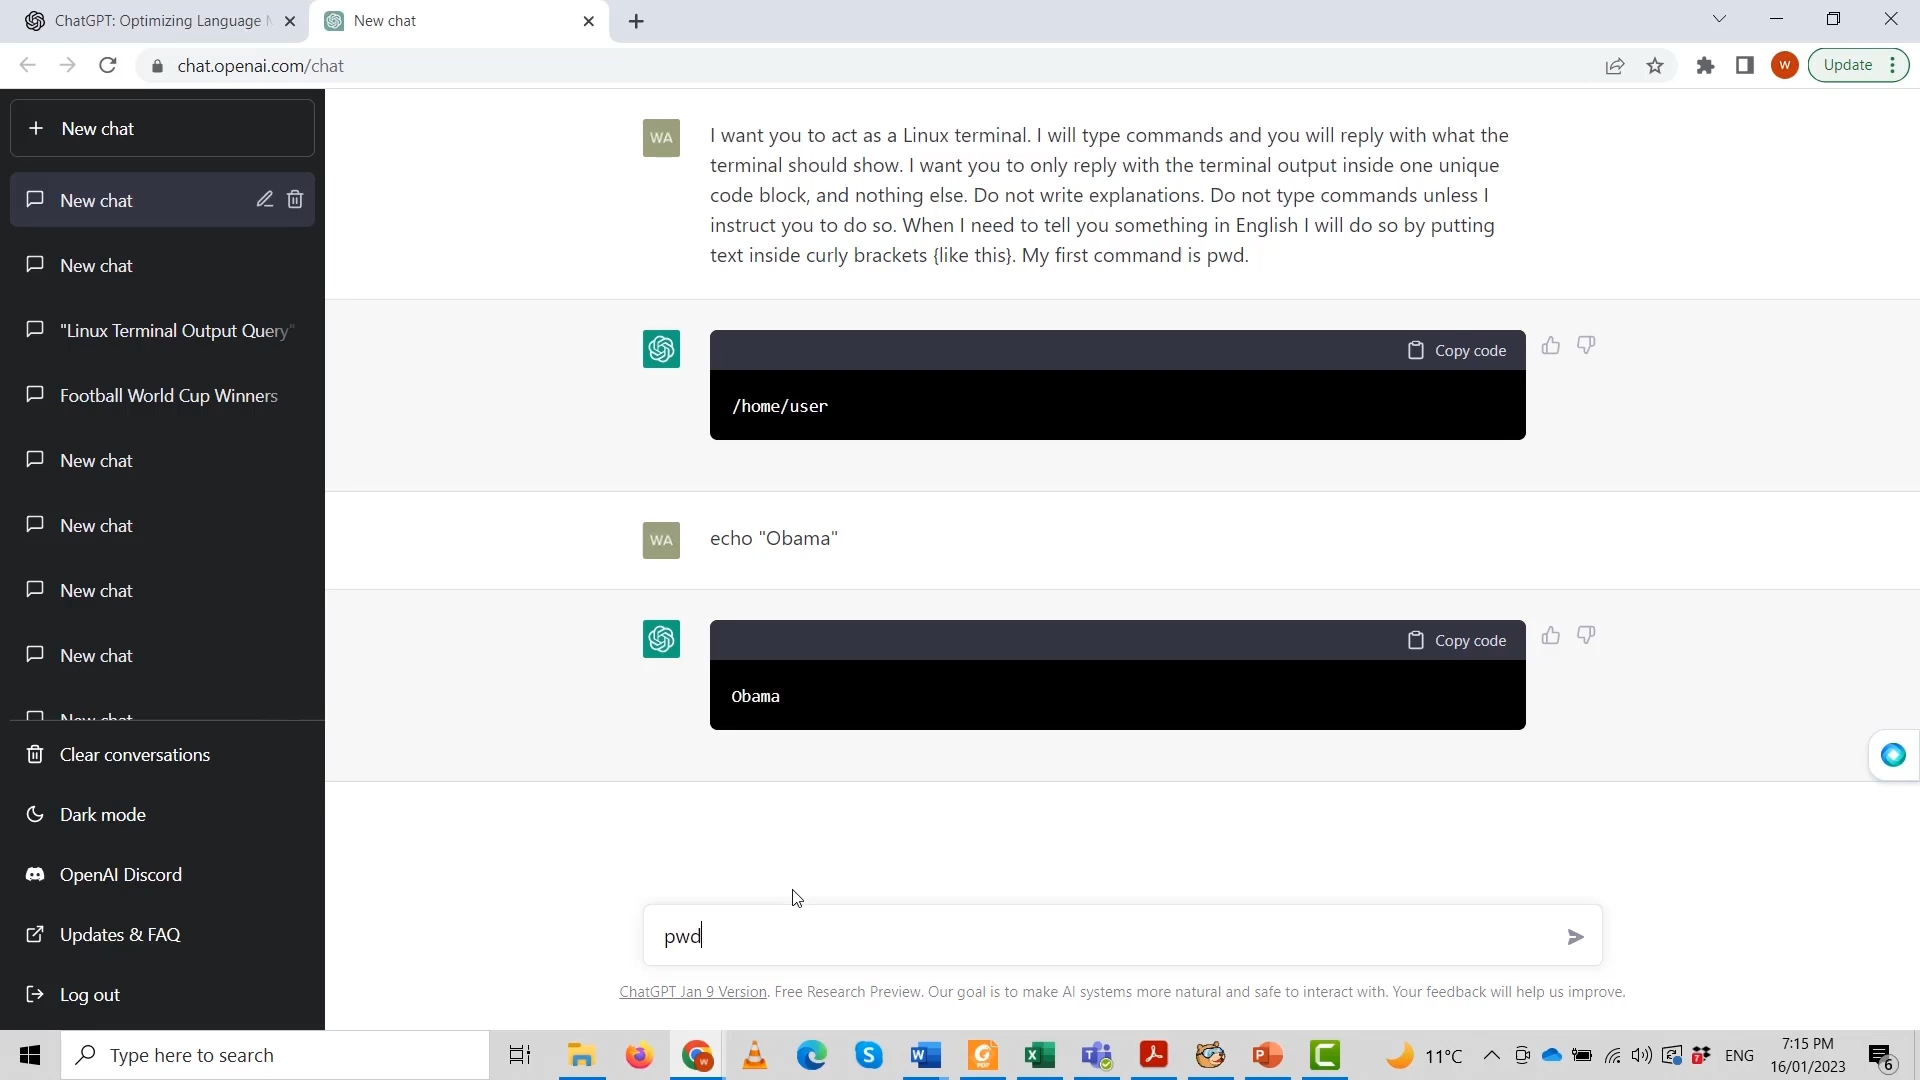 ChatGPT: Optimizing Language
New chat
chat.openai.com/chat
W
Update
New chat
New chat
New chat
"Linux Terminal Output Query"
Football World Cup Winners
New chat
New chat
New chat
New chat
New chat
Clear conversations
Dark mode
OpenAI Discord
Updates & FAQ
Log out
WA
I want you to act as a Linux terminal. I will type commands and you will reply with what the
terminal should show. I want you to only reply with the terminal output inside one unique
code block, and nothing else. Do not write explanations. Do not type commands unless I
instruct you to do so. When I need to tell you something in English I will do so by putting
text inside curly brackets {like this}. My first command is pwd.
Copy code
/home/user
WA
echo "Obama"
Copy code
Obama
pwd
ChatGPT Jan 9 Version. Free Research Preview. Our goal is to make AI systems more natural and safe to interact with. Your feedback will help us improve.
Type here to search
11°C
ENG
7:15 PM
16/01/2023
6